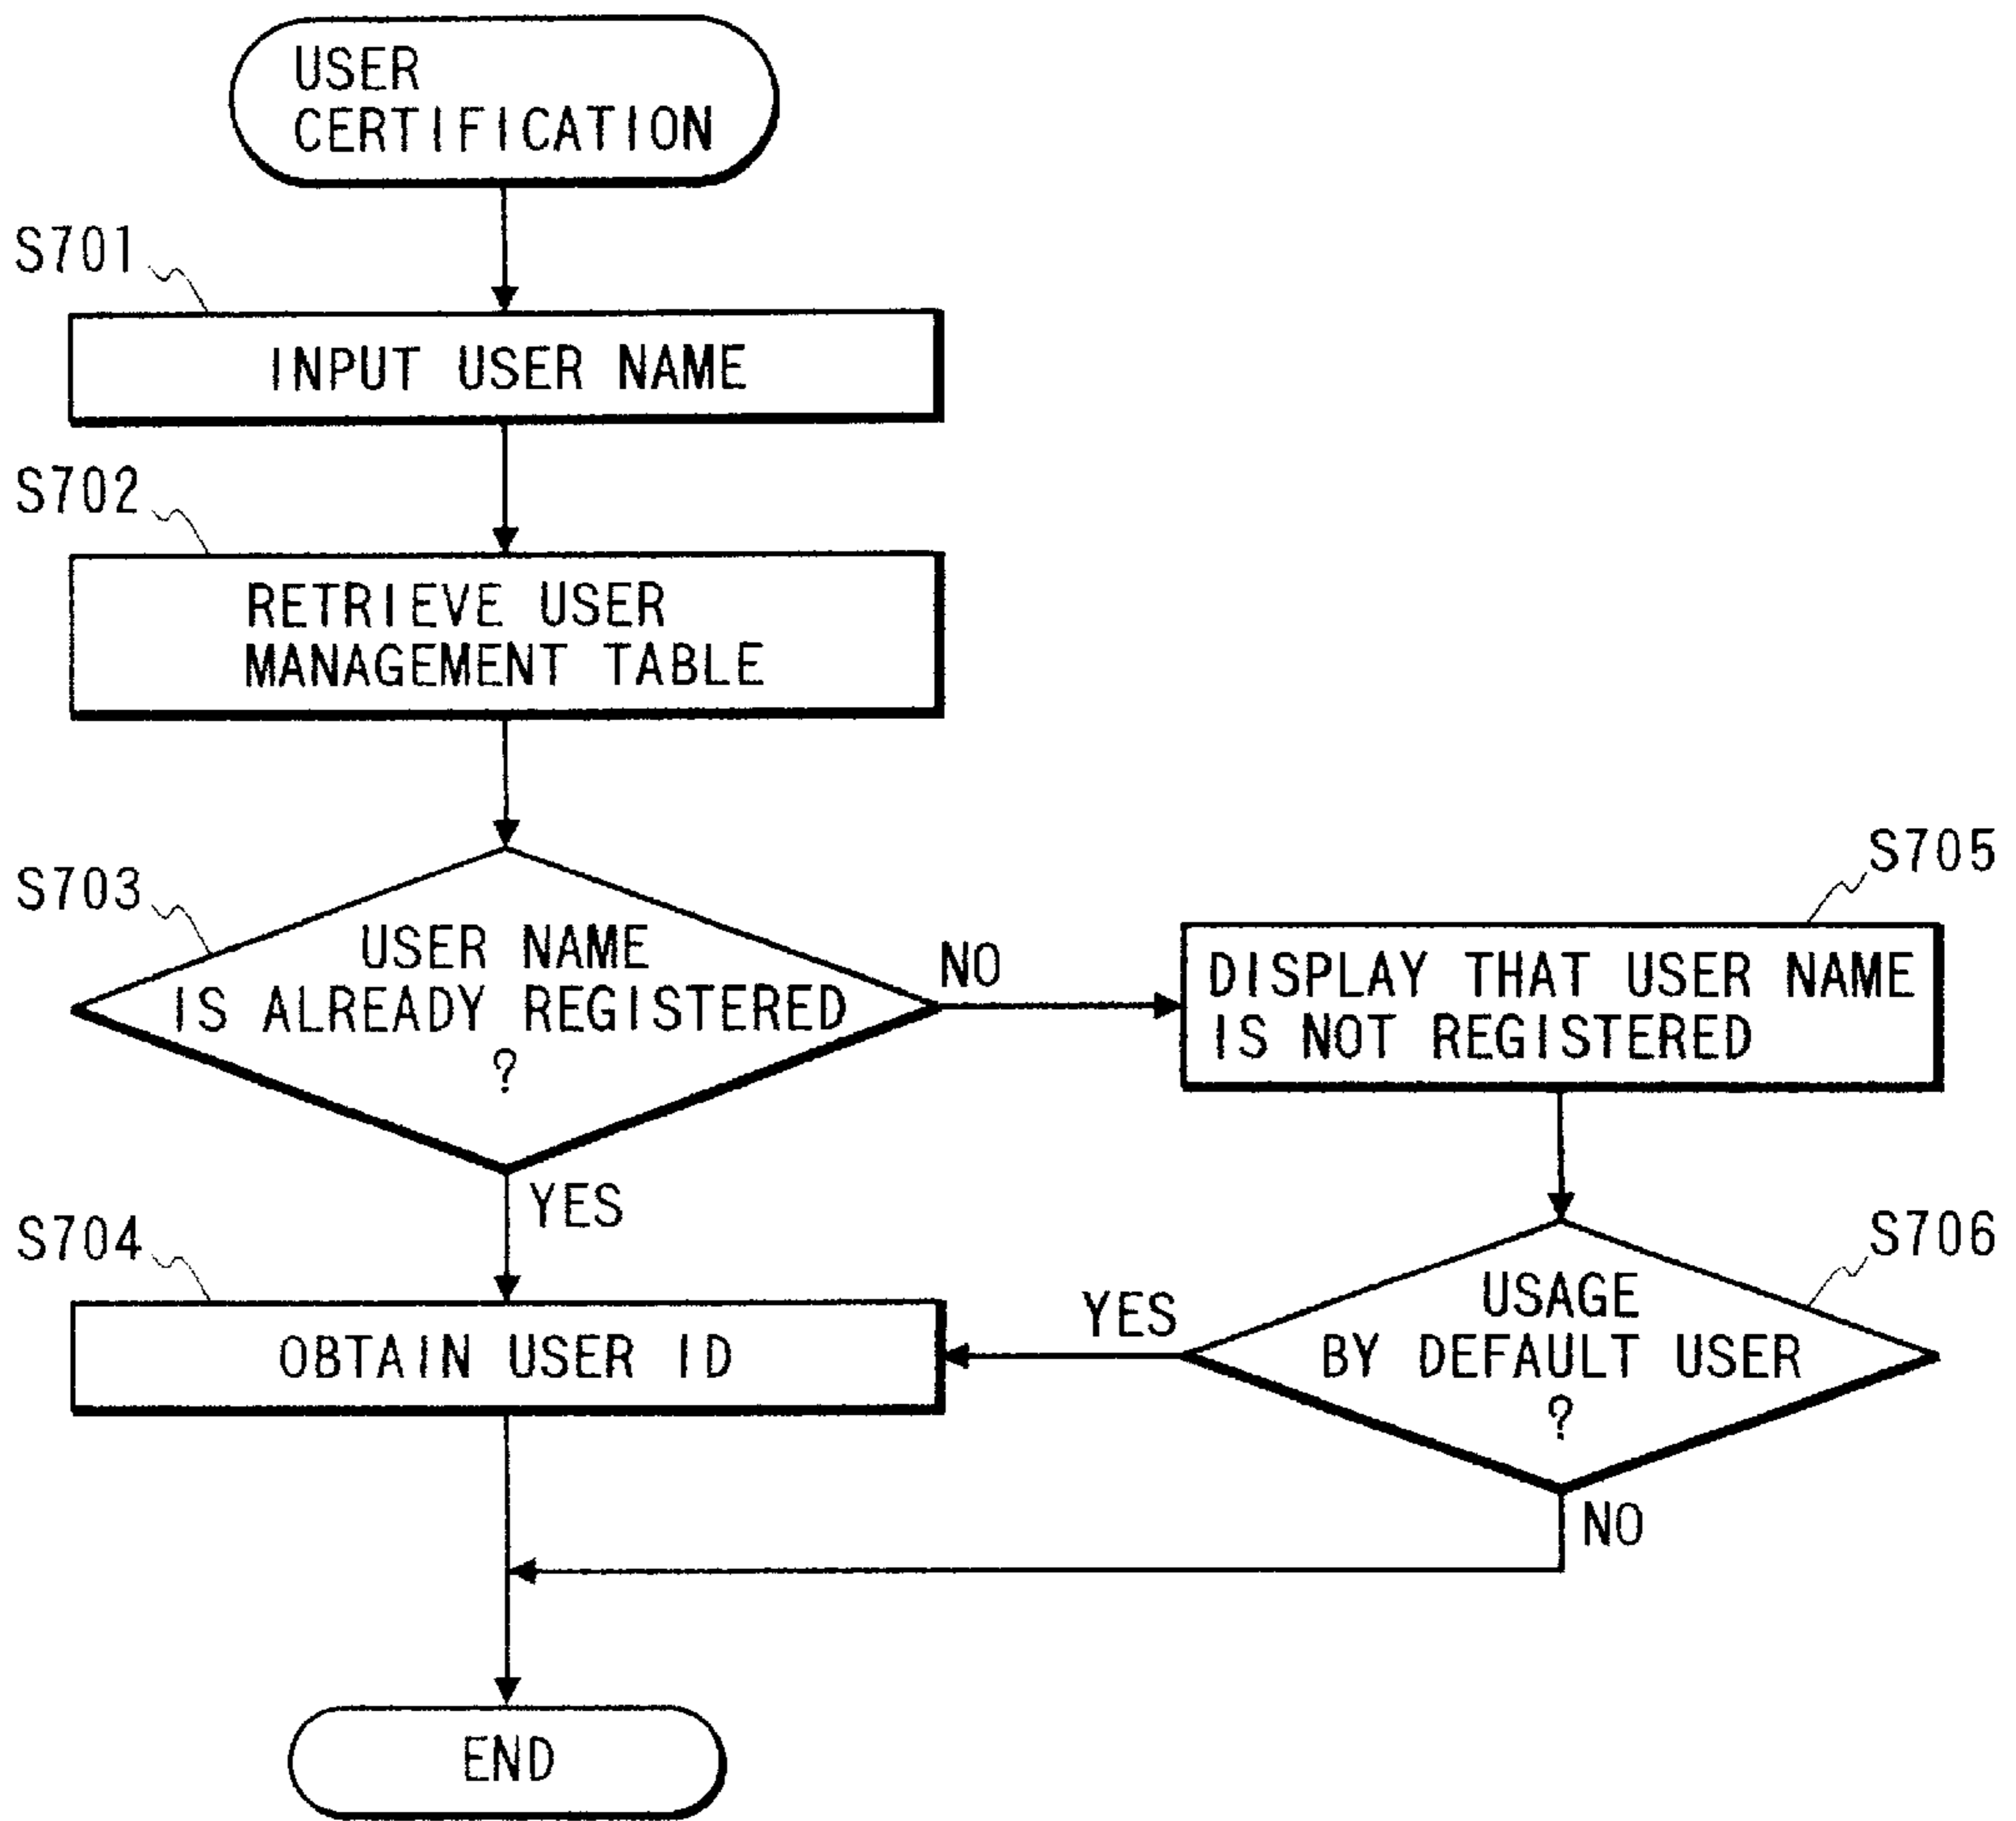 USER
CERTIFICATION
S701
INPUT USER NAME
S702
RETRIEVE USER
MANAGEMENT TABLE
S703
USER NAME
IS ALREADY REGISTERED
?
NO
S705
DISPLAY THAT USER NAME
IS NOT REGISTERED
YES
S704
OBTAIN USER ID
S706
USAGE
BY DEFAULT USER
?
YES
NO
END